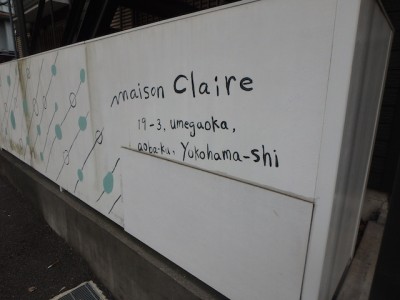 maison Claire
19-3, umegaoka,
aoba-ku, Yokohama-shi